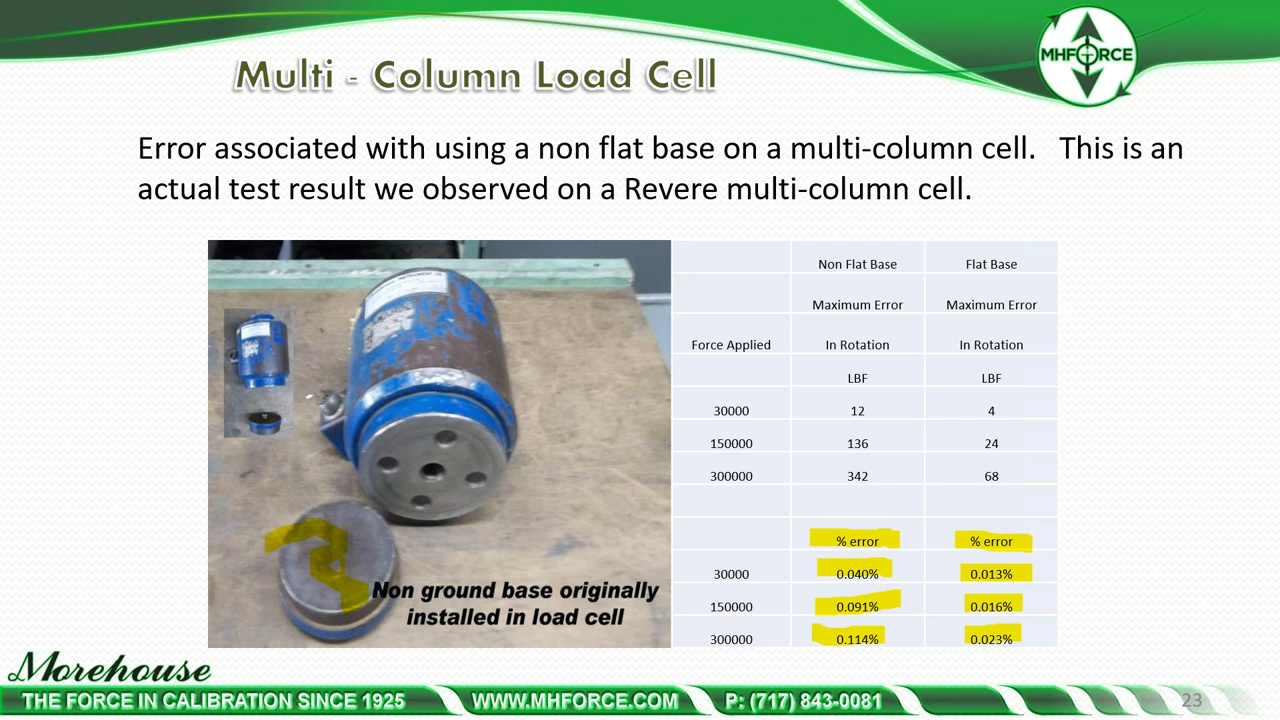 MHFORCE
Multi - Column Load Cell
Error associated with using a non flat base on a multi-column cell.   This is an
actual test result we observed on a Revere multi-column cell.
Non Flat Base Flat Base
Maximum Error Maximum Error
Force Applied In Rotation In Rotation
LBF LBF
30000 12 4
150000 136 24
300000 342 68
% error % error
30000 0.040% 0.013%
150000 0.091% 0.016%
300000 0.114% 0.023%
Non ground base originally
installed in load cell
Morehouse
THE FORCE IN CALIBRATION SINCE 1925 WWW.MHFORCE.COM P: (717) 843-0081 23